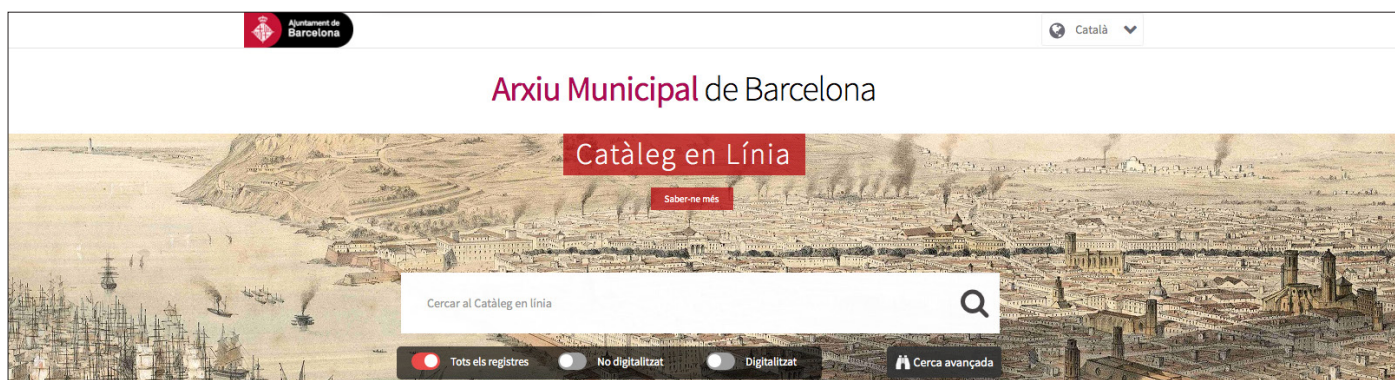 Ajuntament de
Barcelona
Català
Arxiu Municipal de Barcelona
Catàleg en Línia
Saber-ne més
Cercar al Catàleg en línia
Tots els registres No digitalitzat Digitalitzat Cerca avançada